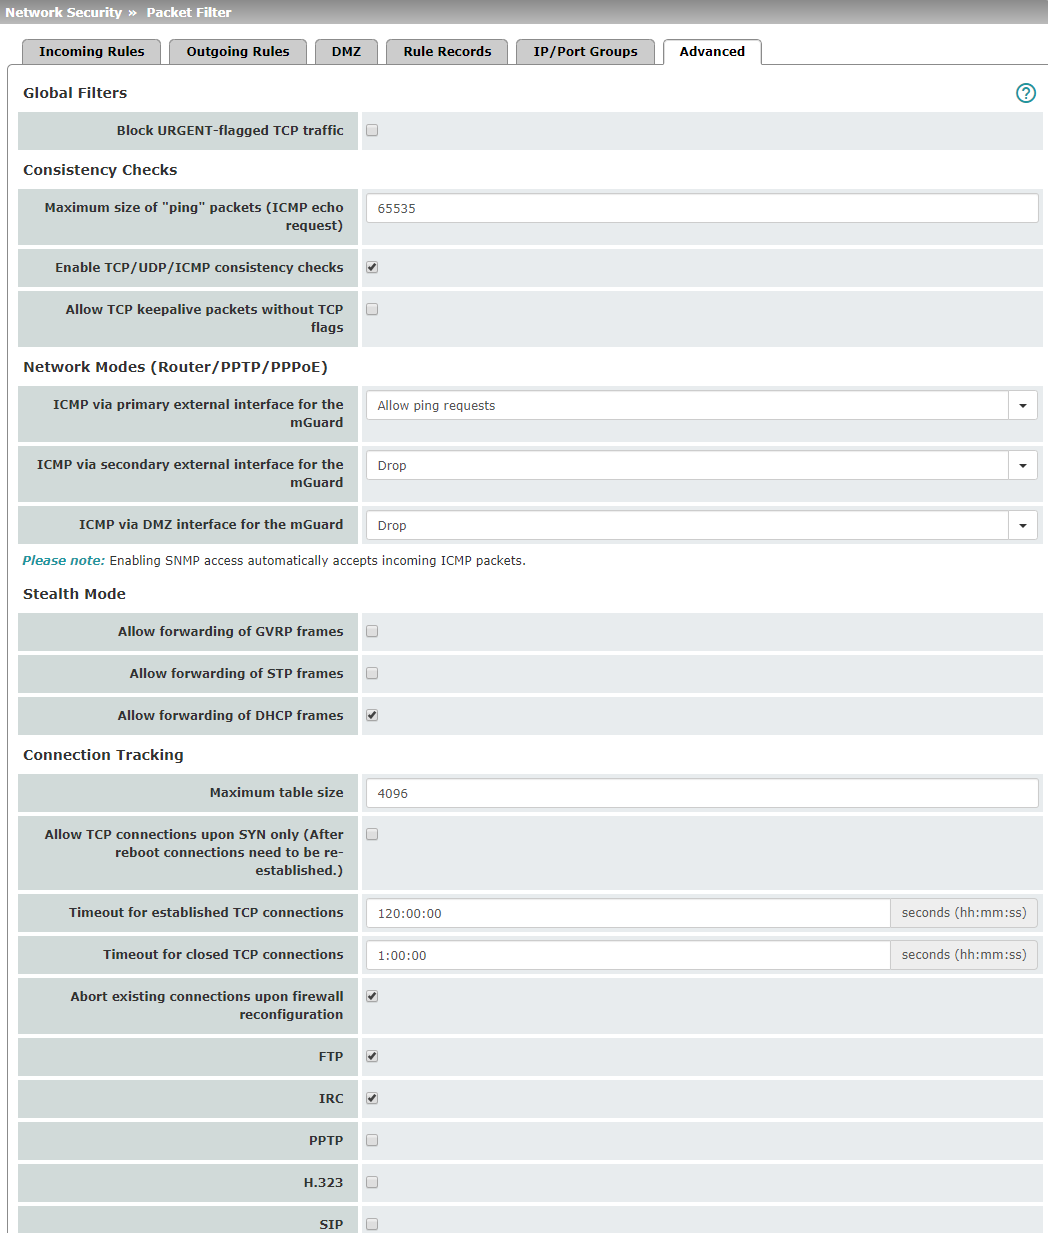 Network Security » Packet Filter
Incoming Rules
Outgoing Rules
DMZ
Rule Records
IP/Port Groups
Advanced
Global Filters
?
Block URGENT-flagged TCP traffic
Consistency Checks
Maximum size of "ping" packets (ICMP echo
request)
65535
Enable TCP/UDP/ICMP consistency checks
Allow TCP keepalive packets without TCP
flags
Network Modes (Router/PPTP/PPPoE)
ICMP via primary external interface for the
mGuard
Allow ping requests
ICMP via secondary external interface for the
mGuard
Drop
ICMP via DMZ interface for the mGuard
Drop
Please note: Enabling SNMP access automatically accepts incoming ICMP packets.
Stealth Mode
Allow forwarding of GVRP frames
Allow forwarding of STP frames
Allow forwarding of DHCP frames
Connection Tracking
Maximum table size
4096
Allow TCP connections upon SYN only (After
reboot connections need to be re-
established.)
Timeout for established TCP connections
120:00:00
seconds (hh:mm:ss)
Timeout for closed TCP connections
1:00:00
seconds (hh:mm:ss)
Abort existing connections upon firewall
reconfiguration
FTP
IRC
PPTP
H.323
SIP